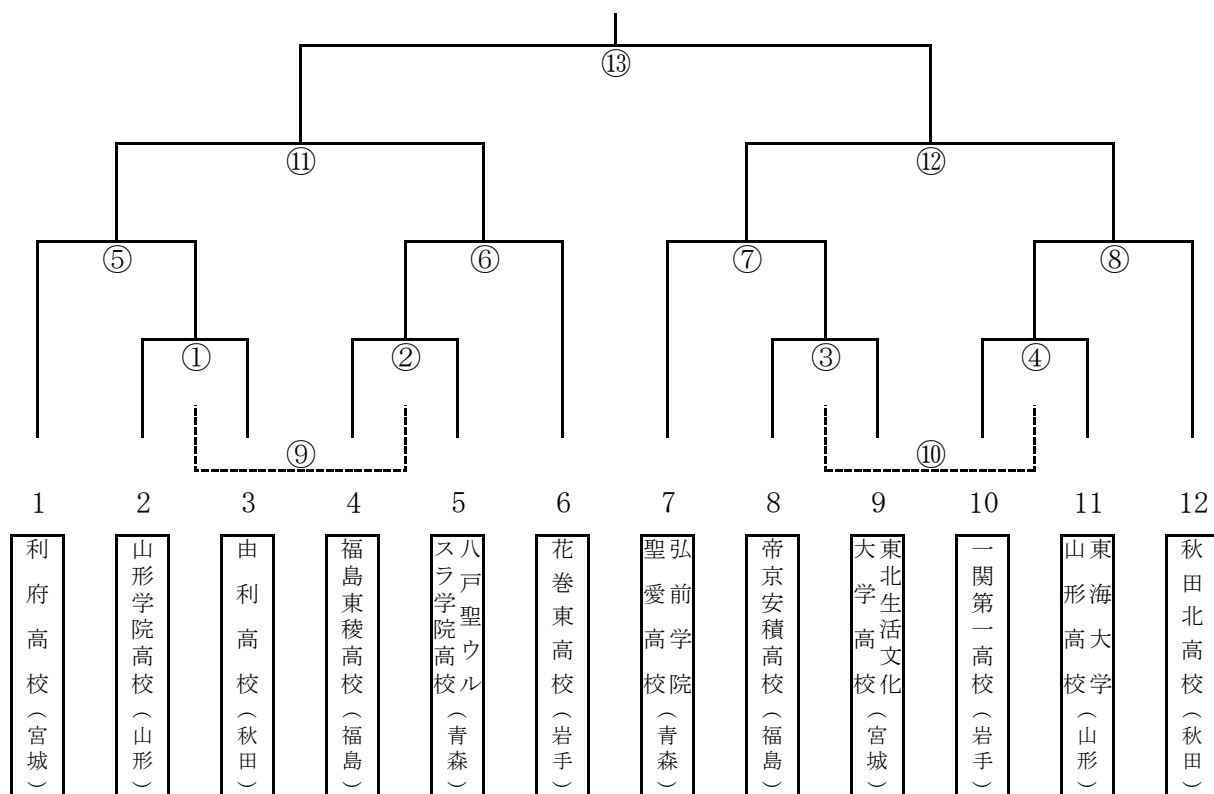 ⑬
⑪
⑫
⑤
⑥
⑦
⑧
①
②
③
④
⑨
⑩
1
2
3
4
5
6
7
8
9
10
11
12
利府高校(宮城)
山形学院高校(山形)
由利高校(秋田)
福島東稜高校(福島)
八戸聖ウル
スラ学院高校(青森)
花巻東高校(岩手)
弘前学院
聖愛高校(青森)
帝京安積高校(福島)
東北生活文化
大学高校(宮城)
一関第一高校(岩手)
東海大学
山形高校(山形)
秋田北高校(秋田)